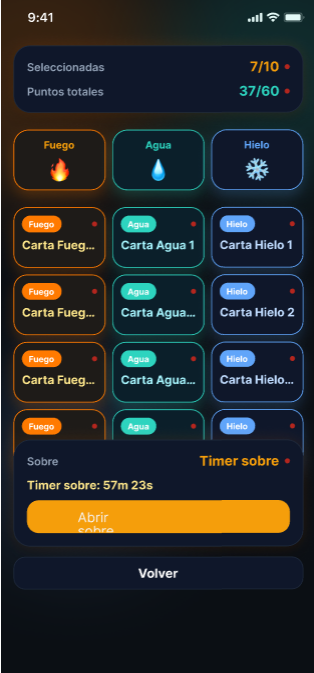 9:41
Seleccionadas 7/10
Puntos totales 37/60
Fuego Agua Hielo
Fuego Agua Hielo
Carta Fueg... Carta Agua 1 Carta Hielo 1
Fuego Agua Hielo
Carta Fueg... Carta Agua... Carta Hielo 2
Fuego Agua Hielo
Carta Fueg... Carta Agua... Carta Hielo...
Fuego Agua Hielo
Sobre Timer sobre
Timer sobre: 57m 23s
Abrir
sobre
Volver